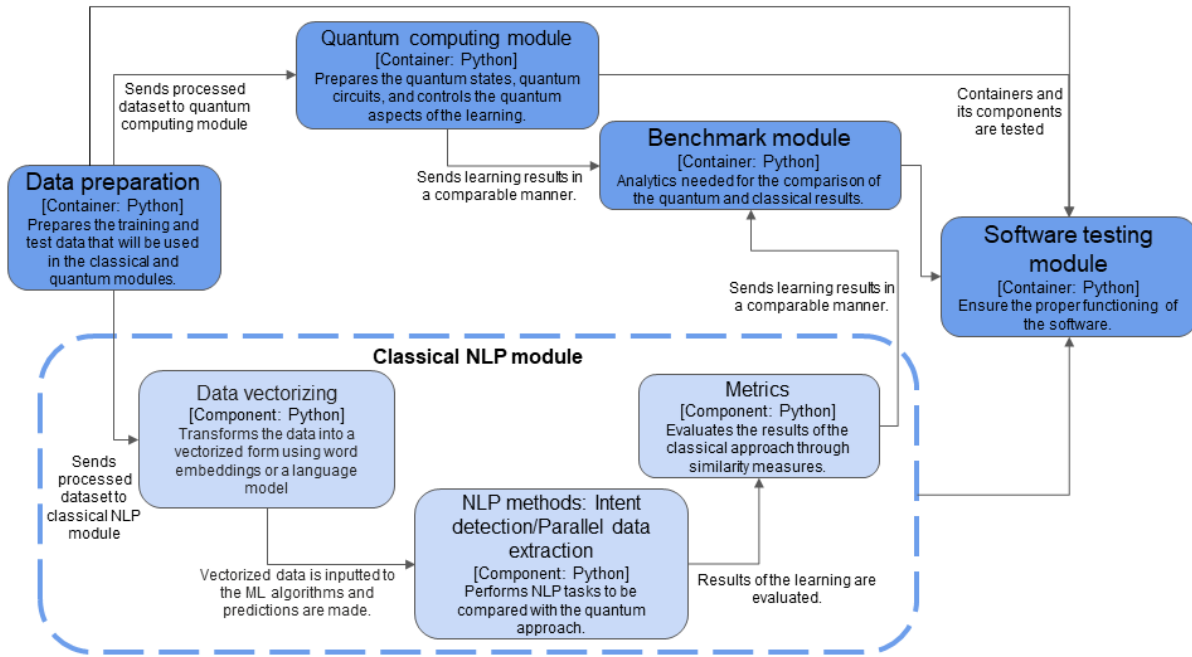 Quantum computing module
[Container: Python]
Prepares the quantum states, quantum
circuits, and controls the quantum
aspects of the learning.
Sends processed
dataset to quantum
computing module
Containers and
its components
are tested
Benchmark module
[Container: Python]
Analytics needed for the comparison of
the quantum and classical results.
Sends learning results in
a comparable manner.
Data preparation
[Container: Python]
Prepares the training and
test data that will be used
in the classical and
quantum modules.
Software testing
module
[Container: Python]
Ensure the proper functioning of
the software.
Sends learning results in
a comparable manner.
Classical NLP module
Data vectorizing
[Component: Python]
Transforms the data into a
vectorized form using word
embeddings or a language
model
Metrics
[Component: Python]
Evaluates the results of the
classical approach through
similarity measures.
Sends
processed
dataset to
classical NLP
module
NLP methods: Intent
detection/Parallel data
extraction
[Component: Python]
Performs NLP tasks to be
compared with the quantum
approach.
Vectorized data is inputted to
the ML algorithms and
predictions are made.
Results of the learning are
evaluated.